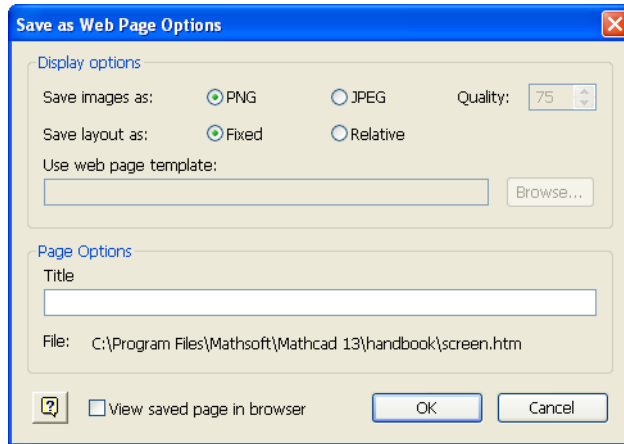 Save as Web Page Options
Display options
Save images as: PNG JPEG Quality: 75
Save layout as: Fixed Relative
Use web page template:
Browse...
Page Options
Title
File: C:\Program Files\Mathsoft\Mathcad 13\handbook\screen.htm
? View saved page in browser OK Cancel